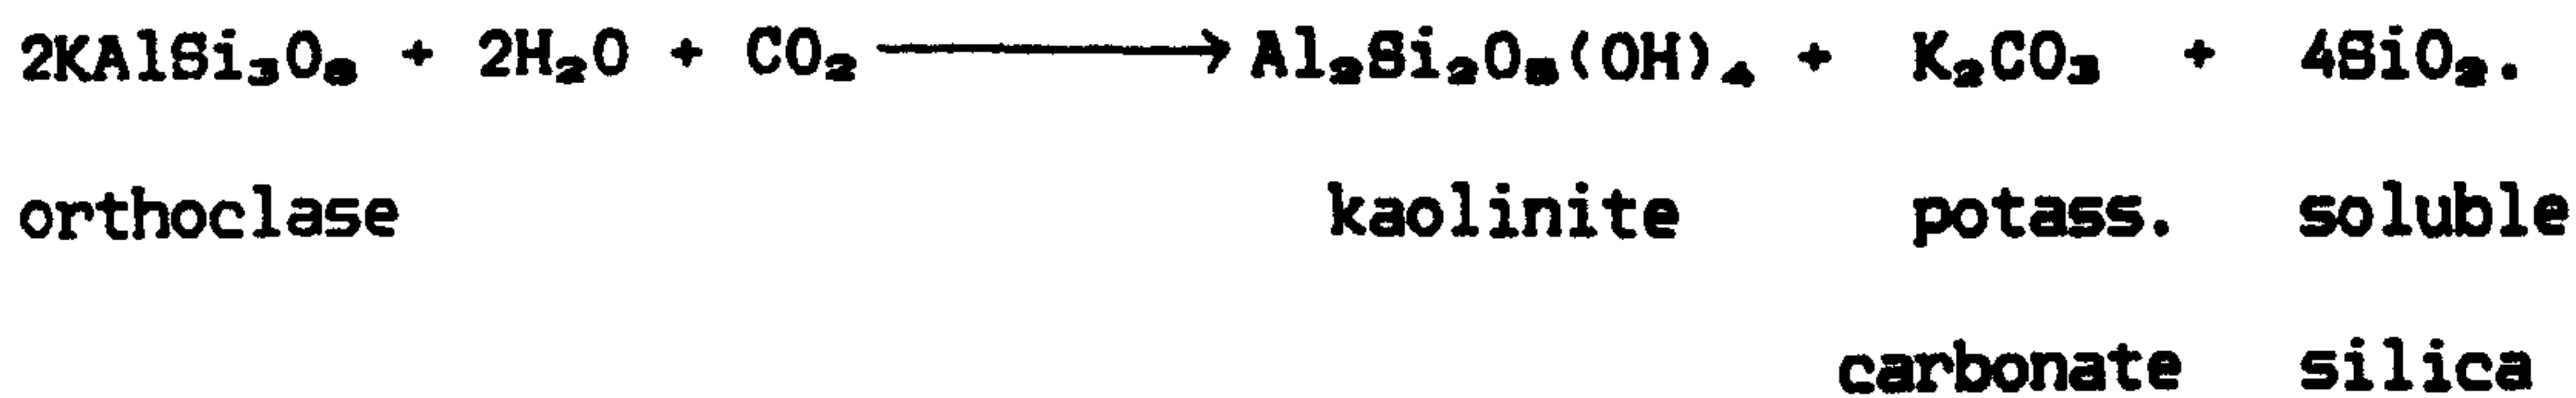 2KAlSi₃O₈ + 2H₂O + CO₂ ⟶ Al₂Si₂O₅(OH)₄ + K₂CO₃ + 4SiO₂.
orthoclase kaolinite potass. soluble
carbonate silica